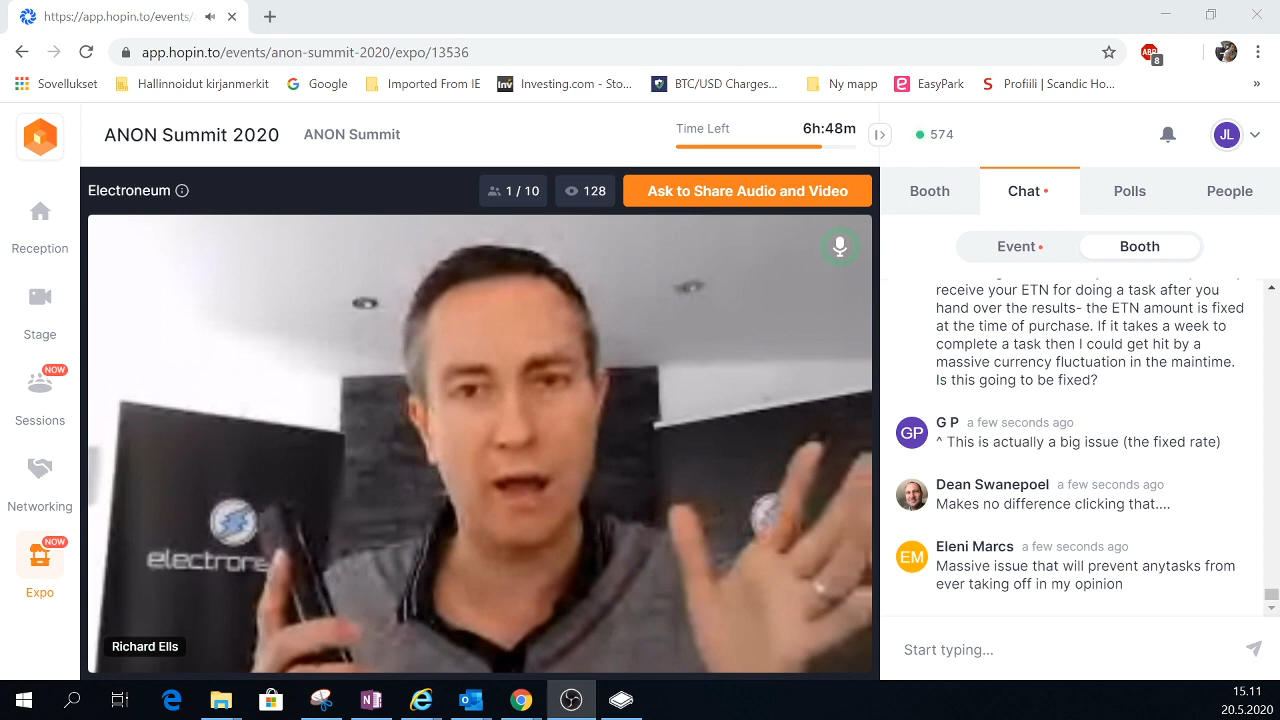 https://app.hopin.to/events/
app.hopin.to/events/anon-summit-2020/expo/13536
ABP
8
Sovellukset
Hallinnoidut kirjanmerkit
Google
Imported From IE
Inv
Investing.com - Sto...
BTC/USD Charges...
Ny mapp
EasyPark
S
Profiili | Scandic Ho...
»
ANON Summit 2020
ANON Summit
Time Left
6h:48m
574
JL
Electroneum
1 / 10
128
Ask to Share Audio and Video
Booth
Chat
Polls
People
Event
Booth
Reception
Stage
NOW
Sessions
Networking
NOW
Expo
electrone
Richard Ells
receive your ETN for doing a task after you
hand over the results- the ETN amount is fixed
at the time of purchase. If it takes a week to
complete a task then I could get hit by a
massive currency fluctuation in the maintime.
Is this going to be fixed?
GP
G P a few seconds ago
^ This is actually a big issue (the fixed rate)
Dean Swanepoel a few seconds ago
Makes no difference clicking that....
EM
Eleni Marcs a few seconds ago
Massive issue that will prevent anytasks from
ever taking off in my opinion
Start typing...
15.11
20.5.2020